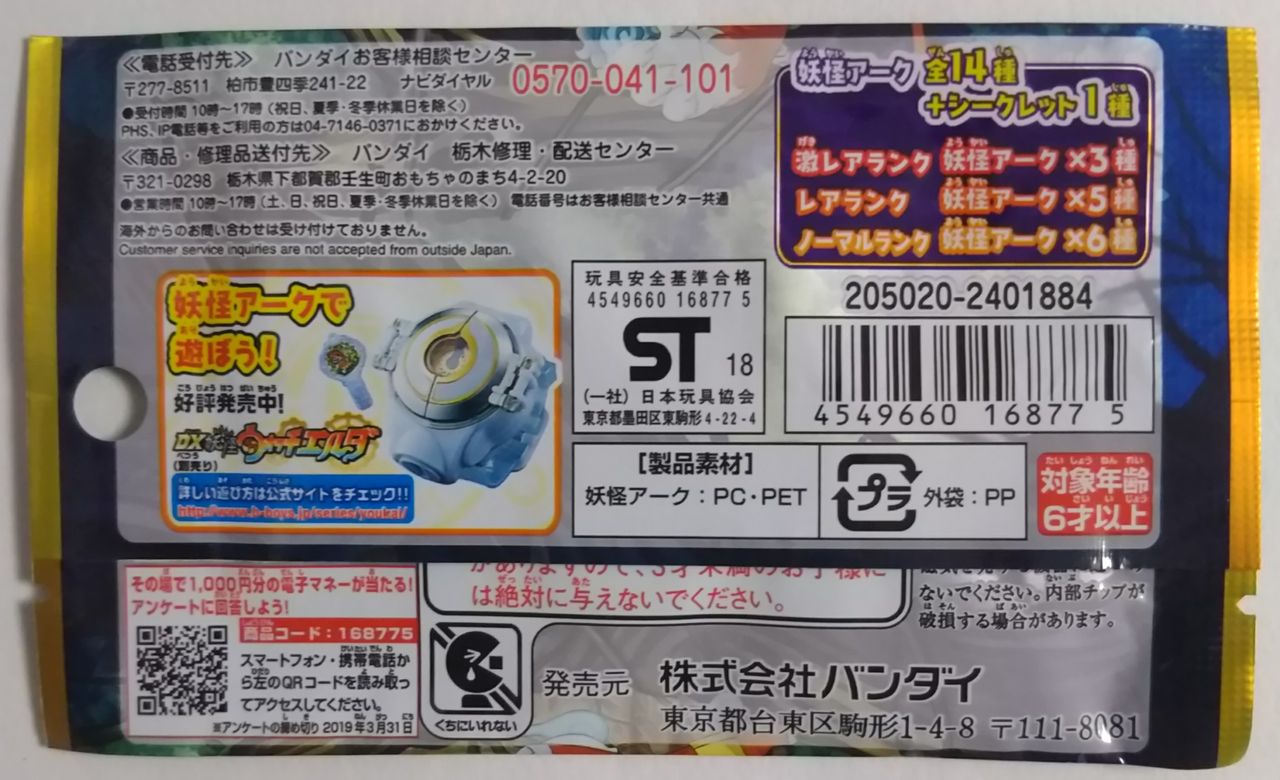 ≪電話受付先≫ バンダイお客様相談センター
〒277-8511 柏市豊四季241-22 ナビダイヤル 0570-041-101
●受付時間 10時～17時(祝日、夏季・冬季休業日を除く)
PHS、IP電話等をご利用の方は04-7146-0371におかけください。
≪商品・修理品送付先≫ バンダイ 栃木修理・配送センター
〒321-0298 栃木県下都賀郡壬生町おもちゃのまち4-2-20
●営業時間 10時～17時(土、日、祝日、夏季・冬季休業日を除く) 電話番号はお客様相談センター共通
海外からのお問い合わせは受け付けておりません。
Customer service inquiries are not accepted from outside Japan.
妖怪アーク 全14種
+シークレット1種
激レアランク 妖怪アーク ×3種
レアランク 妖怪アーク ×5種
ノーマルランク 妖怪アーク ×6種
妖怪アークで
遊ぼう!
好評発売中!
DX妖怪ウォッチエルダ
(別売り)
詳しい遊び方は公式サイトをチェック!!
http://www.b-boys.jp/series/youkai/
玩具安全基準合格
4549660 16877 5
ST 18
(一社)日本玩具協会
東京都墨田区東駒形4-22-4
205020-2401884
4549660 168775
【製品素材】
妖怪アーク:PC・PET
プラ 外袋:PP
対象年齢
6才以上
その場で1,000円分の電子マネーが当たる!
アンケートに回答しよう!
商品コード:168775
スマートフォン・携帯電話か
ら左のQRコードを読み取っ
てアクセスしてください。
※アンケートの締め切り 2019年3月31日
がありますので、3才未満のお子様に
は絶対に与えないでください。
くちにいれない
ないでください。内部チップが
破損する場合があります。
発売元 株式会社バンダイ
東京都台東区駒形1-4-8 〒111-8081